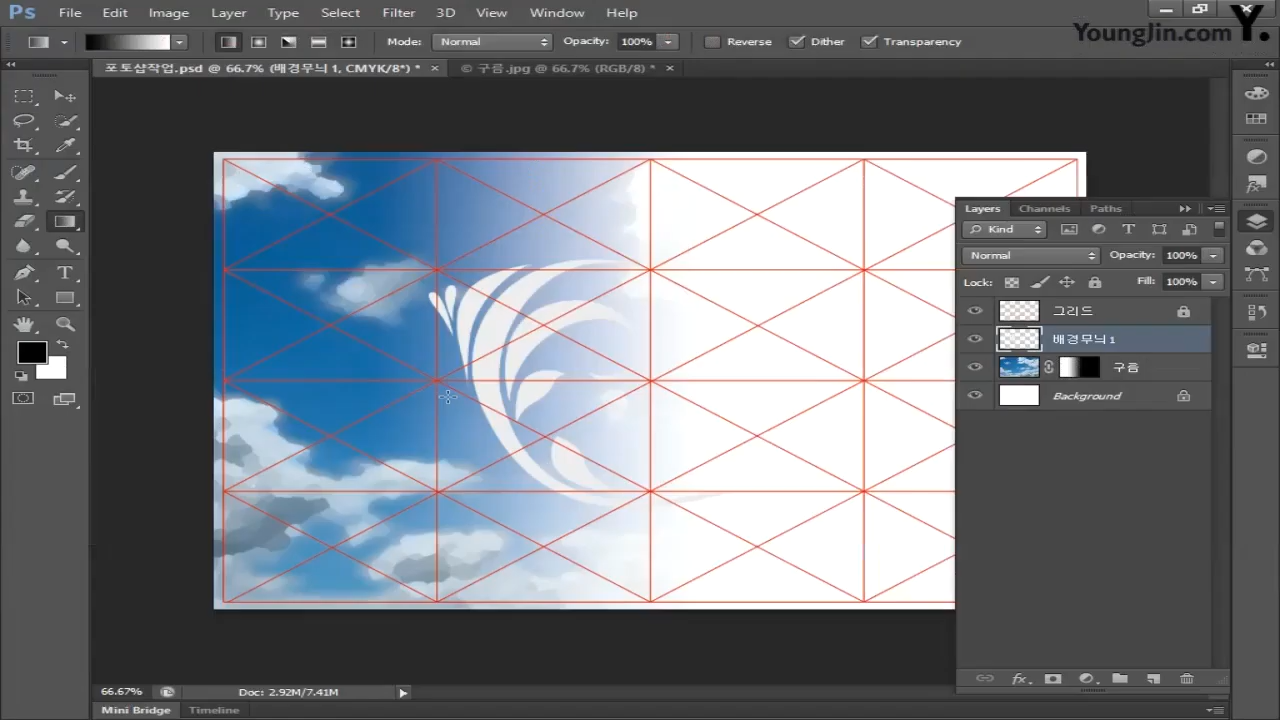 Ps File Edit Image Layer Type Select Filter 3D View Window Help
Mode: Normal Opacity: 100% Reverse Dither Transparency
YoungJin.com Y.
포토샵작업.psd @ 66.7% (배경무늬 1, CMYK/8*) * × © 구름.jpg @ 66.7% (RGB/8) * ×
Layers Channels Paths
Kind
Normal Opacity: 100%
Lock: Fill: 100%
그리드
배경무늬 1
구름
Background
fx
66.67% Doc: 2.92M/7.41M
Mini Bridge Timeline